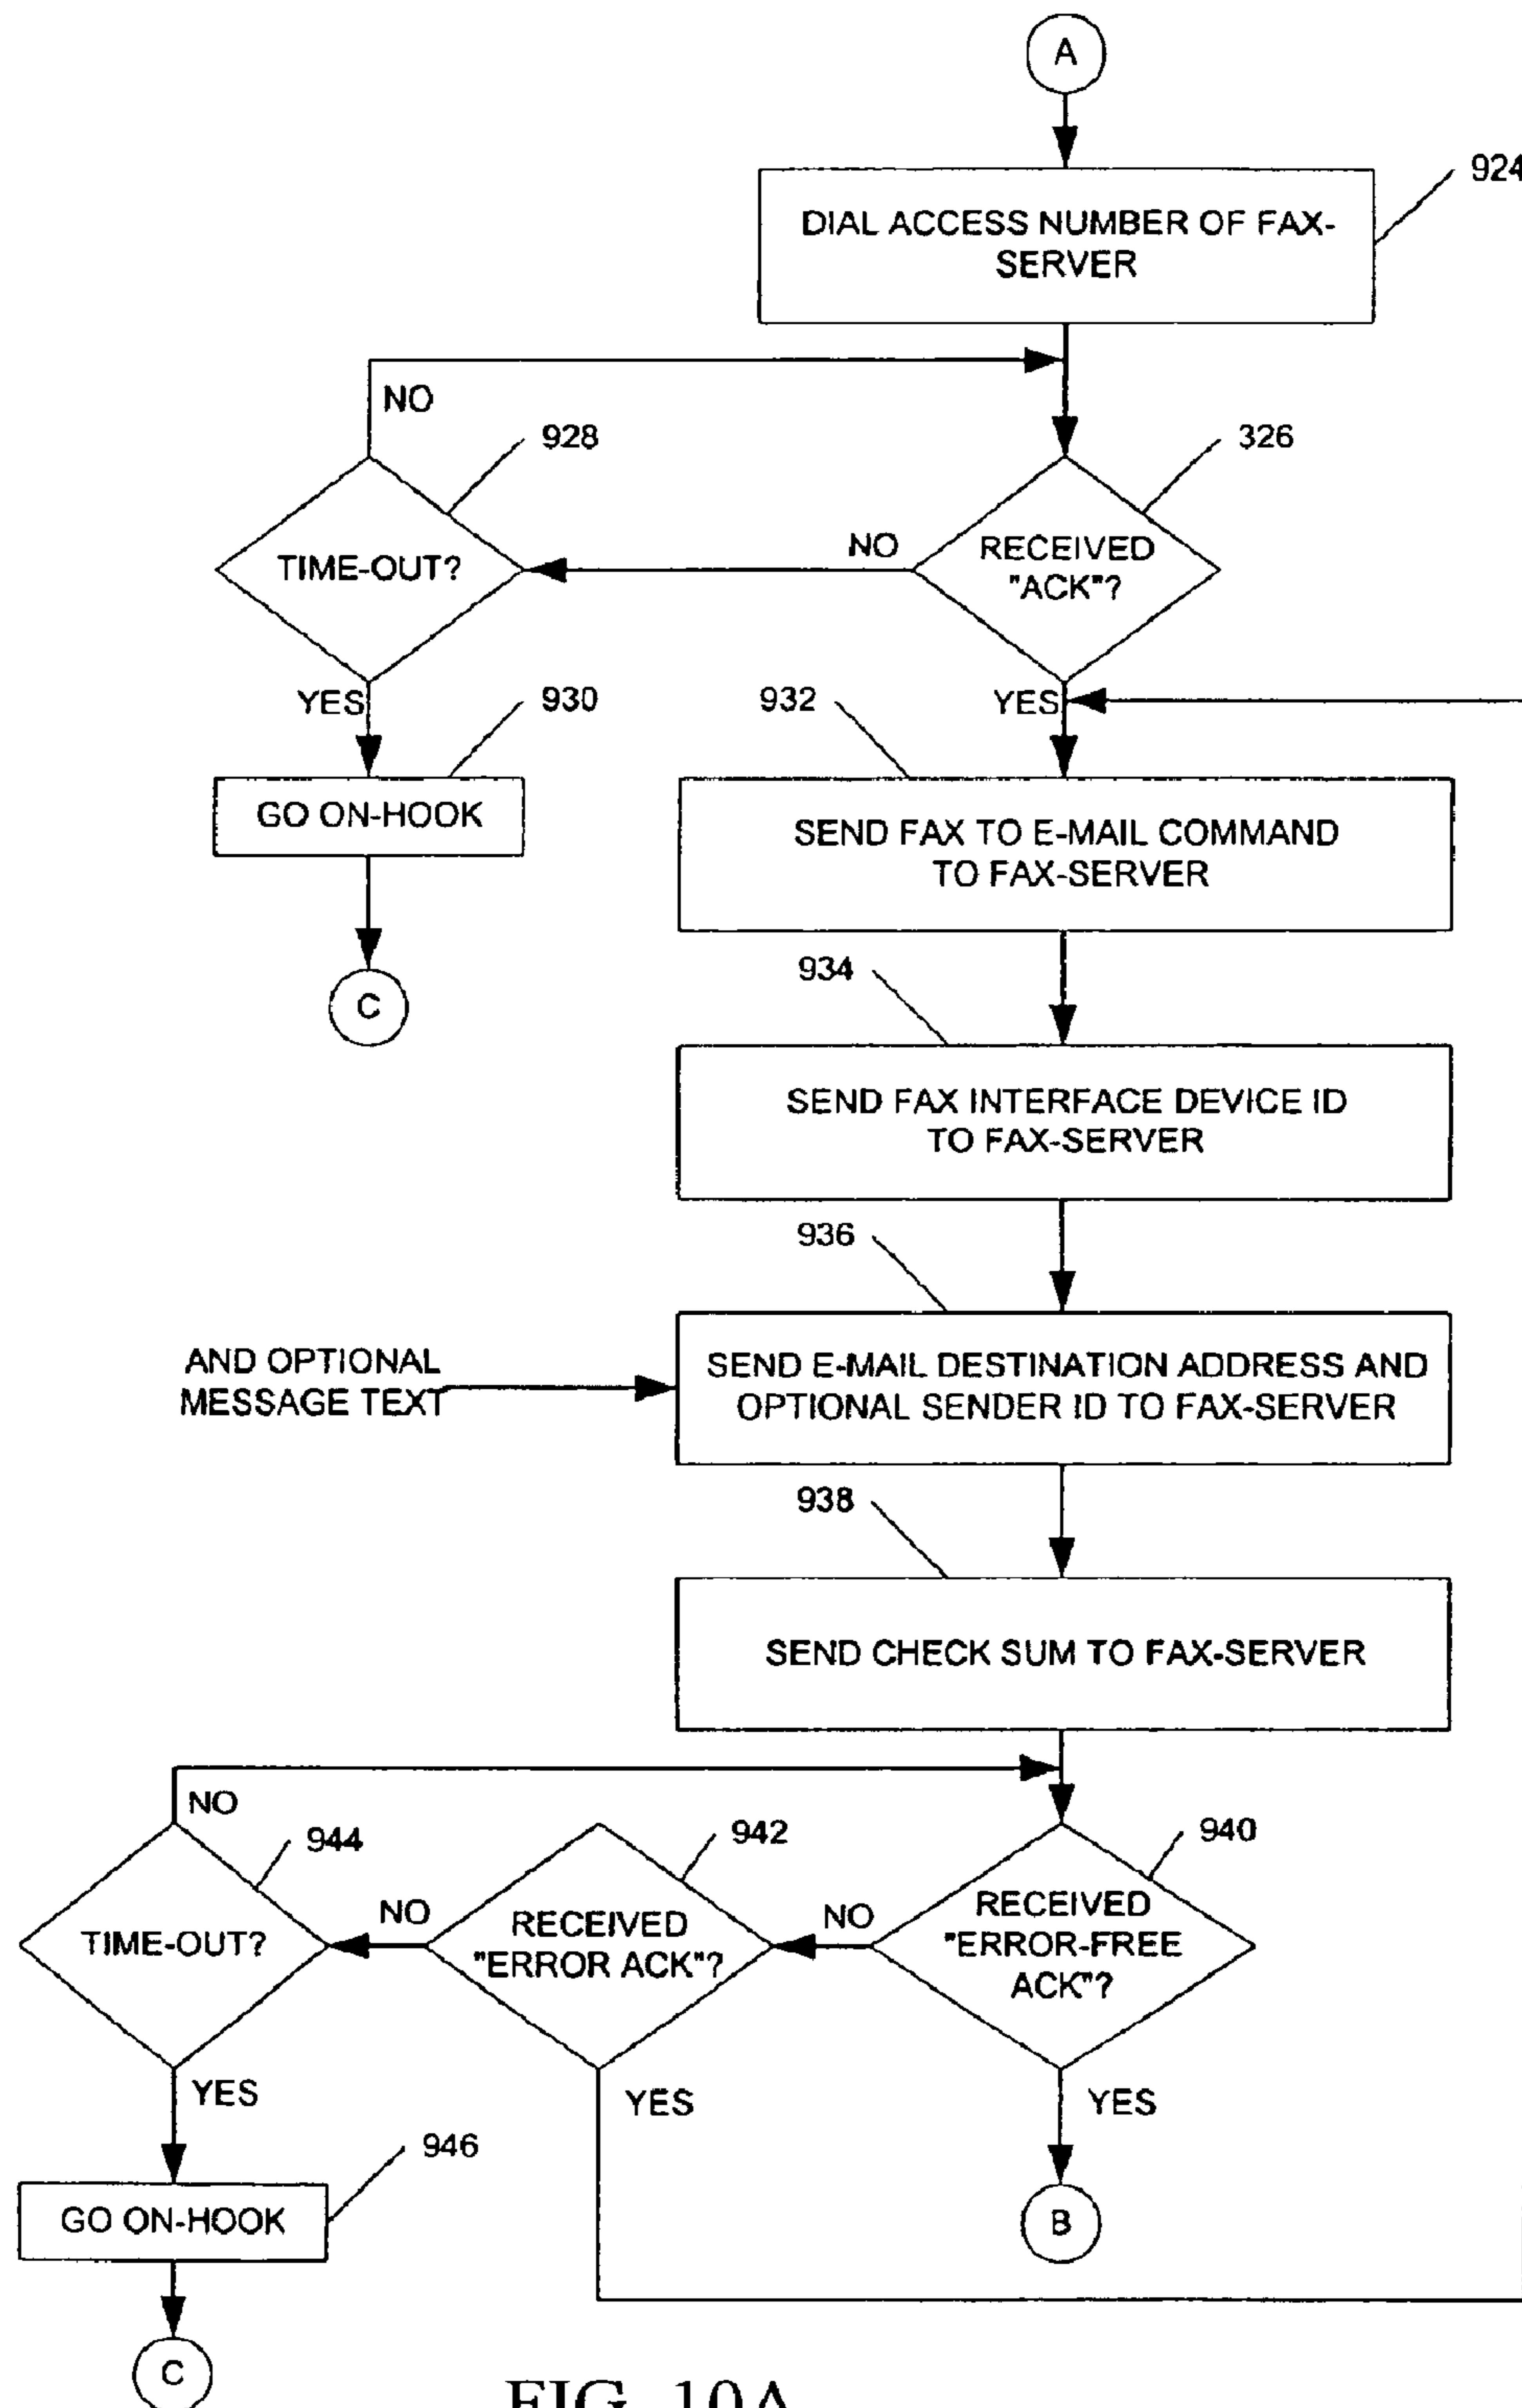 A
924
DIAL ACCESS NUMBER OF FAX-
SERVER
NO
928
326
TIME-OUT?
NO
RECEIVED
"ACK"?
YES
930
932
YES
GO ON-HOOK
SEND FAX TO E-MAIL COMMAND
TO FAX-SERVER
C
934
SEND FAX INTERFACE DEVICE ID
TO FAX-SERVER
936
AND OPTIONAL
MESSAGE TEXT
SEND E-MAIL DESTINATION ADDRESS AND
OPTIONAL SENDER ID TO FAX-SERVER
938
SEND CHECK SUM TO FAX-SERVER
NO
944
942
940
TIME-OUT?
NO
RECEIVED
"ERROR ACK"?
NO
RECEIVED
"ERROR-FREE
ACK"?
YES
YES
YES
946
GO ON-HOOK
B
C
FIG. 10A